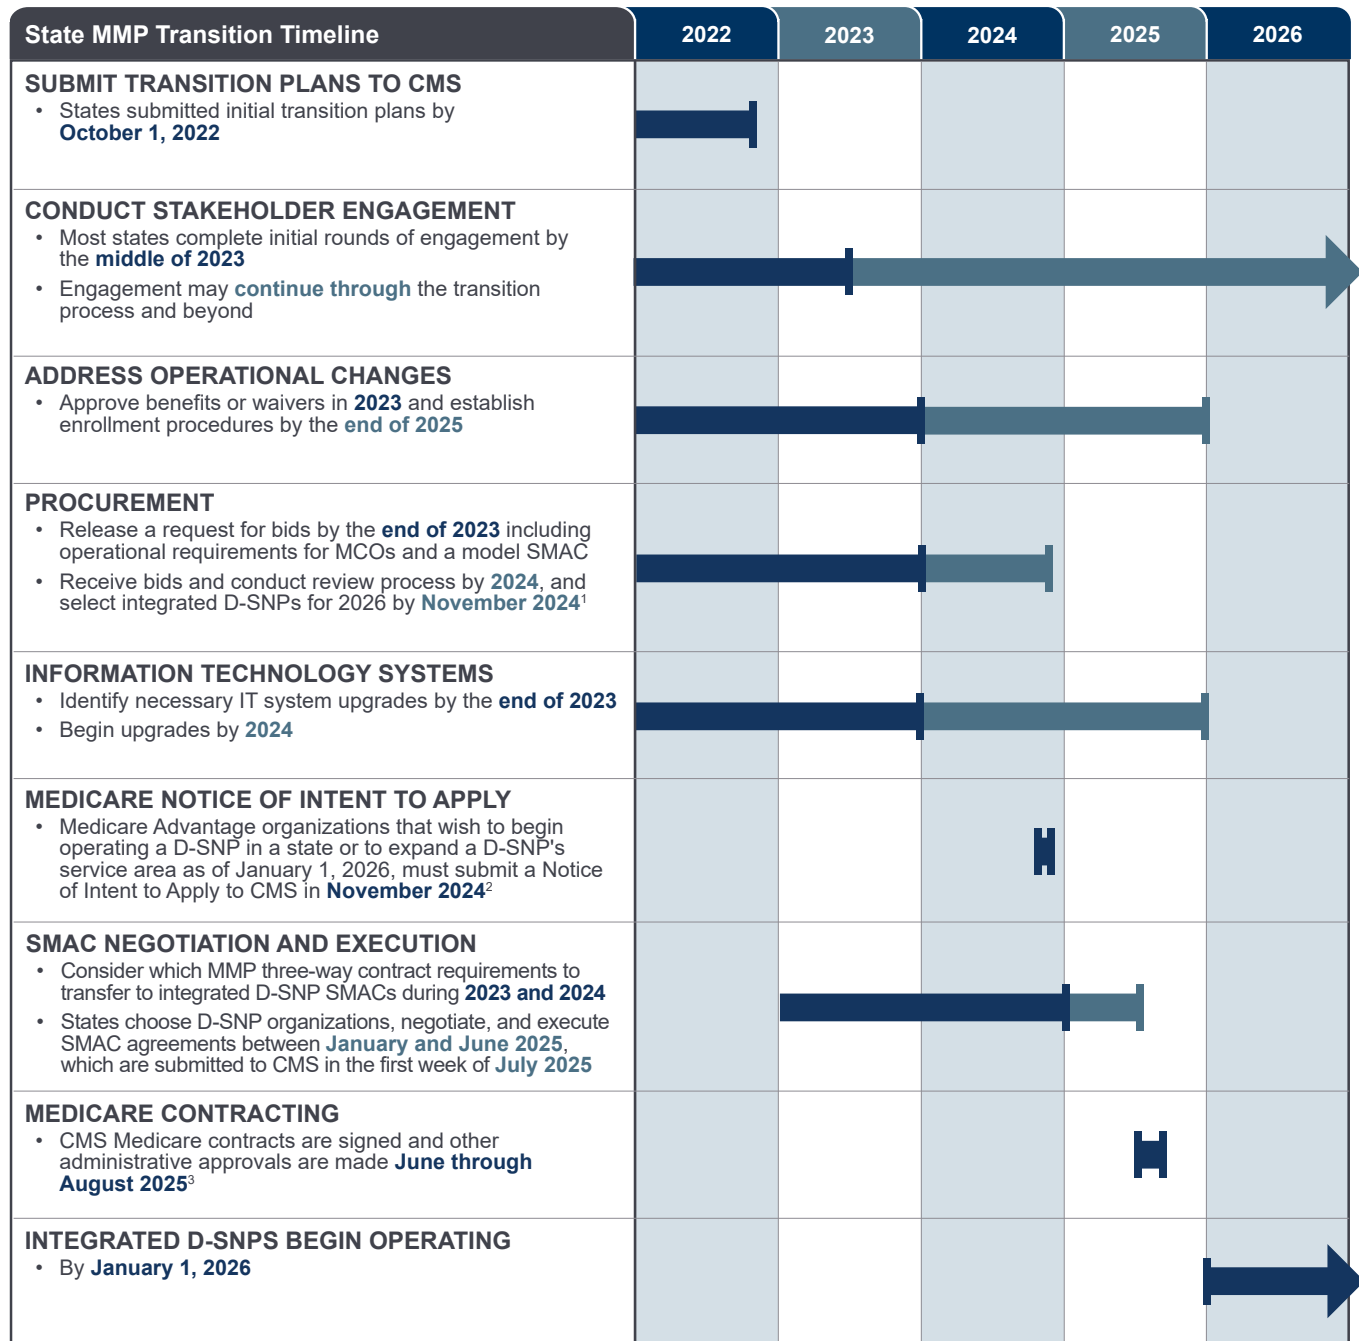 State MMP Transition Timeline 2022 2023 2024 2025 2026
SUBMIT TRANSITION PLANS TO CMS
• States submitted initial transition plans by
October 1, 2022
CONDUCT STAKEHOLDER ENGAGEMENT
• Most states complete initial rounds of engagement by
the middle of 2023
• Engagement may continue through the transition
process and beyond
ADDRESS OPERATIONAL CHANGES
• Approve benefits or waivers in 2023 and establish
enrollment procedures by the end of 2025
PROCUREMENT
• Release a request for bids by the end of 2023 including
operational requirements for MCOs and a model SMAC
• Receive bids and conduct review process by 2024, and
select integrated D-SNPs for 2026 by November 2024¹
INFORMATION TECHNOLOGY SYSTEMS
• Identify necessary IT system upgrades by the end of 2023
• Begin upgrades by 2024
MEDICARE NOTICE OF INTENT TO APPLY
• Medicare Advantage organizations that wish to begin
operating a D-SNP in a state or to expand a D-SNP's
service area as of January 1, 2026, must submit a Notice
of Intent to Apply to CMS in November 2024²
SMAC NEGOTIATION AND EXECUTION
• Consider which MMP three-way contract requirements to
transfer to integrated D-SNP SMACs during 2023 and 2024
• States choose D-SNP organizations, negotiate, and execute
SMAC agreements between January and June 2025,
which are submitted to CMS in the first week of July 2025
MEDICARE CONTRACTING
• CMS Medicare contracts are signed and other
administrative approvals are made June through
August 2025³
INTEGRATED D-SNPS BEGIN OPERATING
• By January 1, 2026